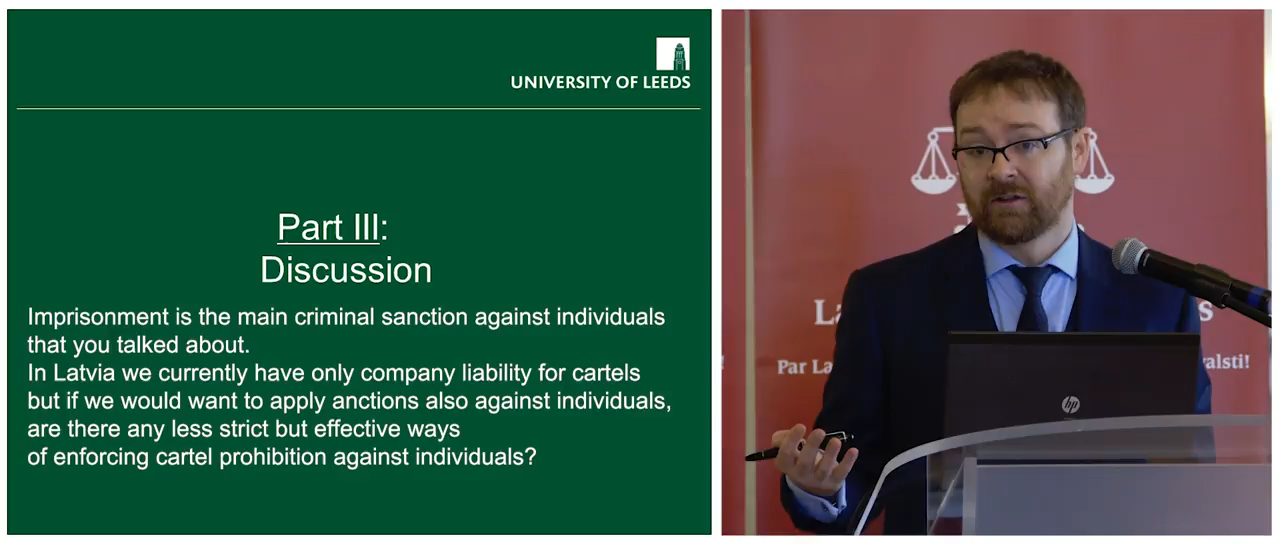 UNIVERSITY OF LEEDS
Part III:
Discussion
Imprisonment is the main criminal sanction against individuals
that you talked about.
In Latvia we currently have only company liability for cartels
but if we would want to apply anctions also against individuals,
are there any less strict but effective ways
of enforcing cartel prohibition against individuals?
La s
! Par La valsti!
hp